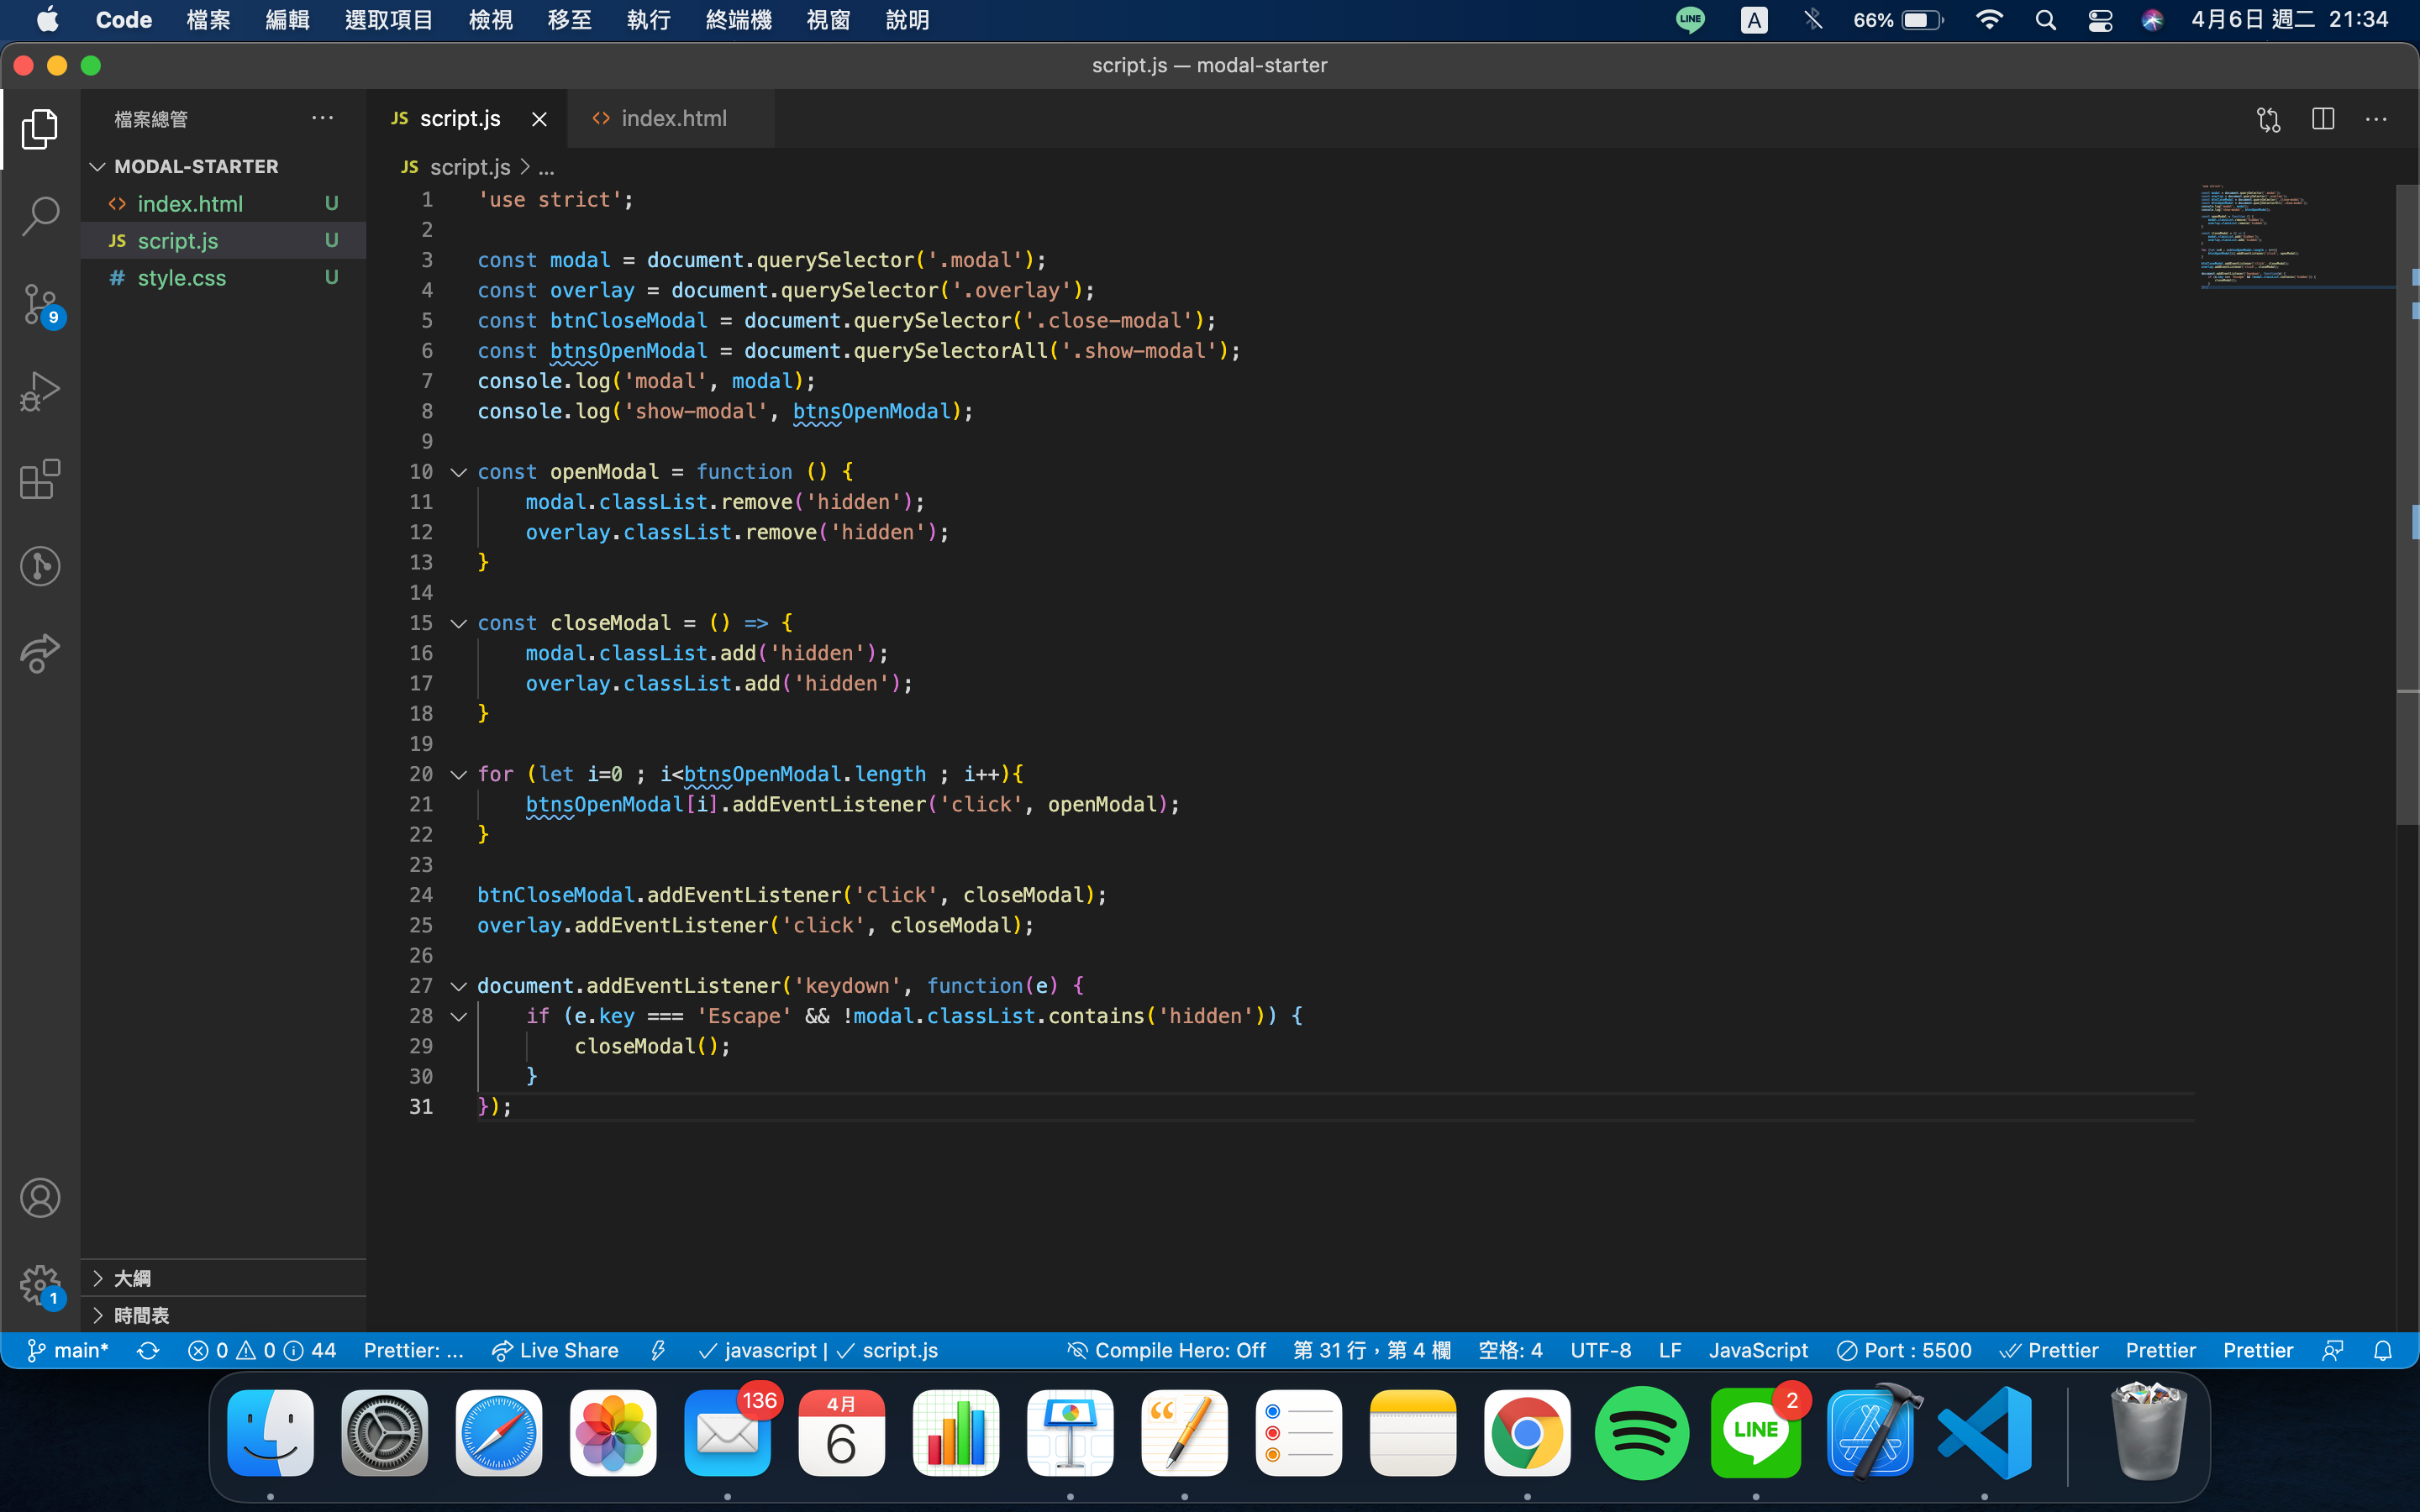 Code 檔案 編輯 選取項目 檢視 移至 執行 終端機 視窗 說明 LINE A 66% 4月6日 週二 21:34
script.js — modal-starter
檔案總管 ...
JS script.js <> index.html ...
MODAL-STARTER
<> index.html U
JS script.js U
# style.css U
9
JS script.js > ...
1 'use strict';
2
3 const modal = document.querySelector('.modal');
4 const overlay = document.querySelector('.overlay');
5 const btnCloseModal = document.querySelector('.close-modal');
6 const btnsOpenModal = document.querySelectorAll('.show-modal');
7 console.log('modal', modal);
8 console.log('show-modal', btnsOpenModal);
9
10 const openModal = function () {
11 modal.classList.remove('hidden');
12 overlay.classList.remove('hidden');
13 }
14
15 const closeModal = () => {
16 modal.classList.add('hidden');
17 overlay.classList.add('hidden');
18 }
19
20 for (let i=0 ; i<btnsOpenModal.length ; i++){
21 btnsOpenModal[i].addEventListener('click', openModal);
22 }
23
24 btnCloseModal.addEventListener('click', closeModal);
25 overlay.addEventListener('click', closeModal);
26
27 document.addEventListener('keydown', function(e) {
28 if (e.key === 'Escape' && !modal.classList.contains('hidden')) {
29 closeModal();
30 }
31 });
大綱
1
時間表
main* 0 0 44 Prettier: ... Live Share javascript | script.js Compile Hero: Off 第 31 行，第 4 欄 空格: 4 UTF-8 LF JavaScript Port : 5500 Prettier Prettier Prettier
136 4月 6 LINE 2